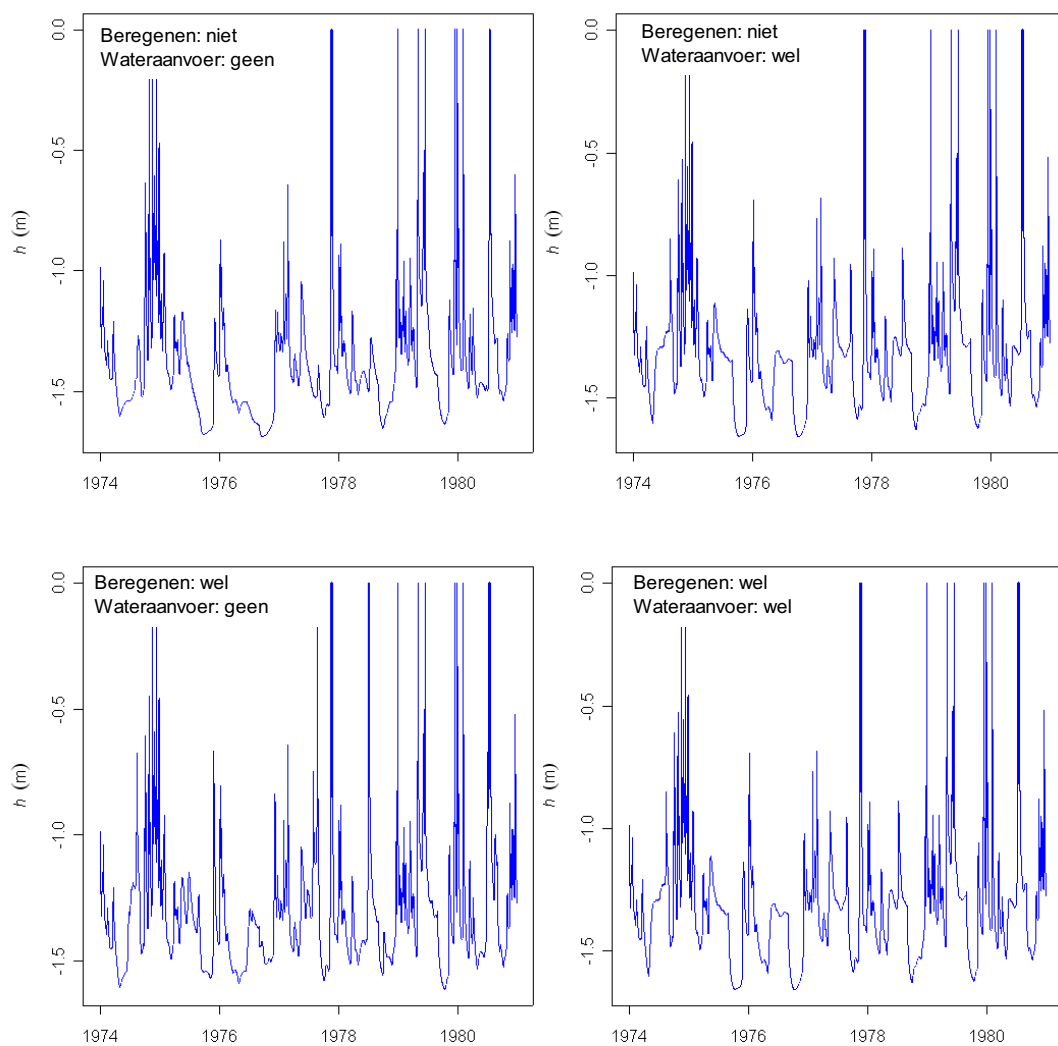 Beregenen: niet
Wateraanvoer: geen
0.0
-0.5
-1.0
-1.5
h (m)
1974 1976 1978 1980
Beregenen: niet
Wateraanvoer: wel
0.0
-0.5
-1.0
-1.5
h (m)
1974 1976 1978 1980
Beregenen: wel
Wateraanvoer: geen
0.0
-0.5
-1.0
-1.5
h (m)
1974 1976 1978 1980
Beregenen: wel
Wateraanvoer: wel
0.0
-0.5
-1.0
-1.5
h (m)
1974 1976 1978 1980